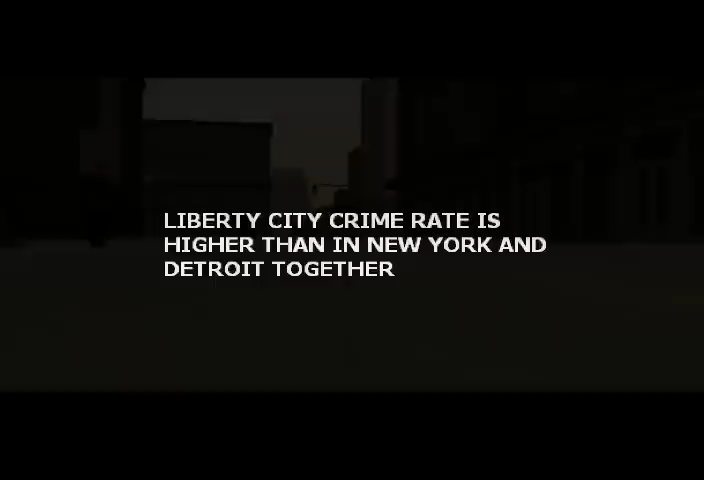 LIBERTY CITY CRIME RATE IS
HIGHER THAN IN NEW YORK AND
DETROIT TOGETHER